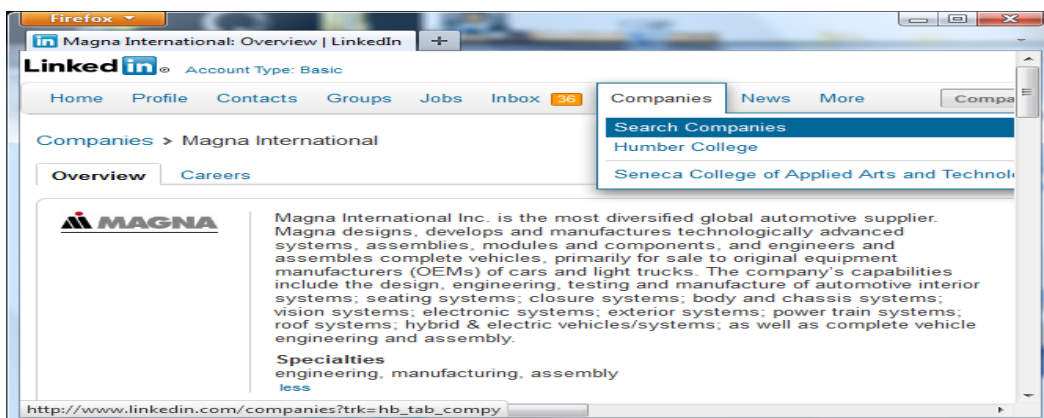 Firefox
in Magna International: Overview | LinkedIn
Linked in ® Account Type: Basic
Home Profile Contacts Groups Jobs Inbox 36 Companies News More Compa
Search Companies
Humber College
Seneca College of Applied Arts and Technol
Companies > Magna International
Overview Careers
MAGNA
Magna International Inc. is the most diversified global automotive supplier.
Magna designs, develops and manufactures technologically advanced
systems, assemblies, modules and components, and engineers and
assembles complete vehicles, primarily for sale to original equipment
manufacturers (OEMs) of cars and light trucks. The company's capabilities
include the design, engineering, testing and manufacture of automotive interior
systems; seating systems; closure systems; body and chassis systems;
vision systems; electronic systems; exterior systems; power train systems;
roof systems; hybrid & electric vehicles/systems; as well as complete vehicle
engineering and assembly.
Specialties
engineering, manufacturing, assembly
less
http://www.linkedin.com/companies?trk=hb_tab_compy